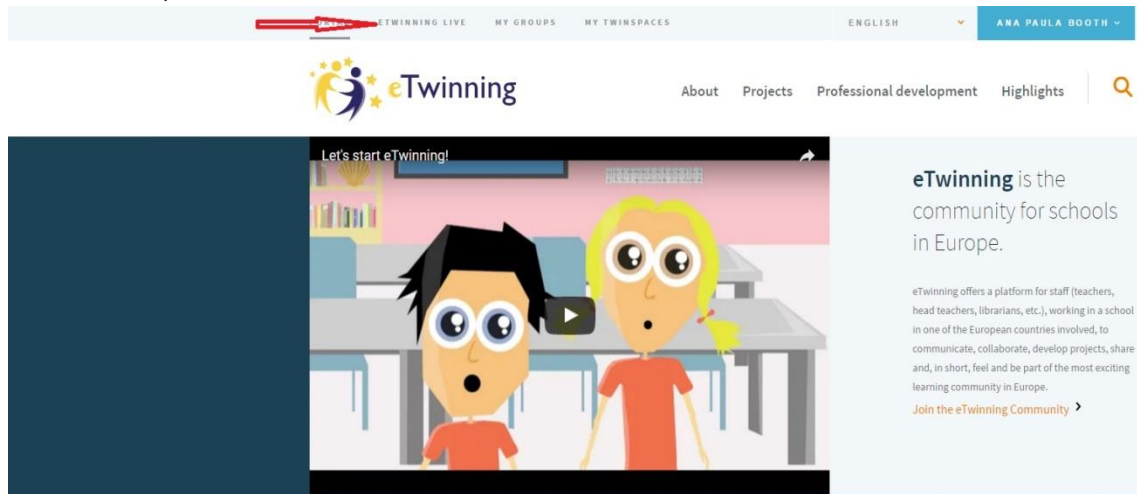 ETWINNING LIVE MY GROUPS MY TWINSPACES ENGLISH ANA PAULA BOOTH
eTwinning
About Projects Professional development Highlights
Let's start eTwinning!
eTwinning is the
community for schools
in Europe.
eTwinning offers a platform for staff (teachers,
head teachers, librarians, etc.), working in a school
in one of the European countries involved, to
communicate, collaborate, develop projects, share
and, in short, feel and be part of the most exciting
learning community in Europe.
Join the eTwinning Community